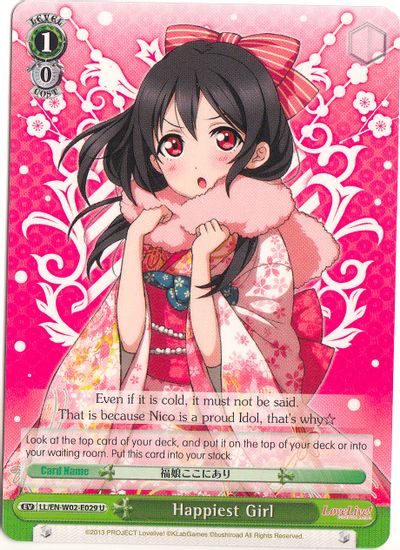 LEVEL
1
0
COST
Even if it is cold, it must not be said.
That is because Nico is a proud Idol, that's why☆
Look at the top card of your deck, and put it on the top of your deck or into
your waiting room. Put this card into your stock.
Card Name 福娘ここにあり
EV LL/EN-W02-E029 U Happiest Girl LoveLive!
©2013 PROJECT Lovelive! ©KLabGames ©bushiroad All Rights Reserved.